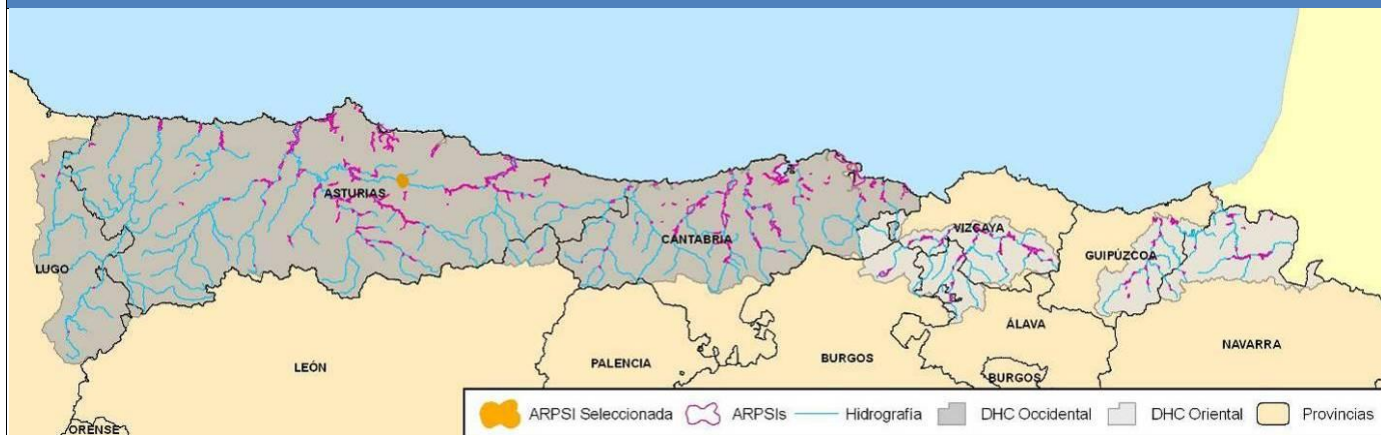 ASTURIAS
CANTABRIA
VIZCAYA
GUIPÚZCOA
LUGO
ÁLAVA
NAVARRA
LEÓN
PALENCIA
BURGOS
BURGOS
ORENSE
ARPSI Seleccionada ARPSIs Hidrografía DHC Occidental DHC Oriental Provincias